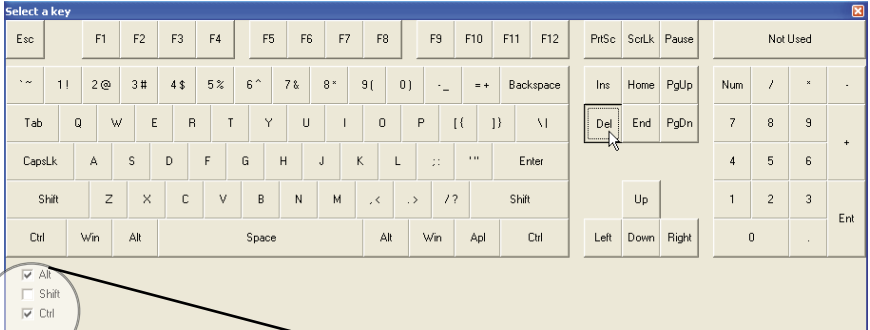 Select a key
Esc F1 F2 F3 F4 F5 F6 F7 F8 F9 F10 F11 F12 PrtSc ScrLk Pause Not Used
` ~ 1 ! 2 @ 3 # 4 $ 5 % 6 ^ 7 & 8 * 9 ( 0 ) - _ = + Backspace Ins Home PgUp Num / * -
Tab Q W E R T Y U I O P [ { ] } \ | Del End PgDn 7 8 9 +
CapsLk A S D F G H J K L ; : ' " Enter 4 5 6
Shift Z X C V B N M , < . > / ? Shift Up 1 2 3 Ent
Ctrl Win Alt Space Alt Win Apl Ctrl Left Down Right 0 .
Alt
Shift
Ctrl